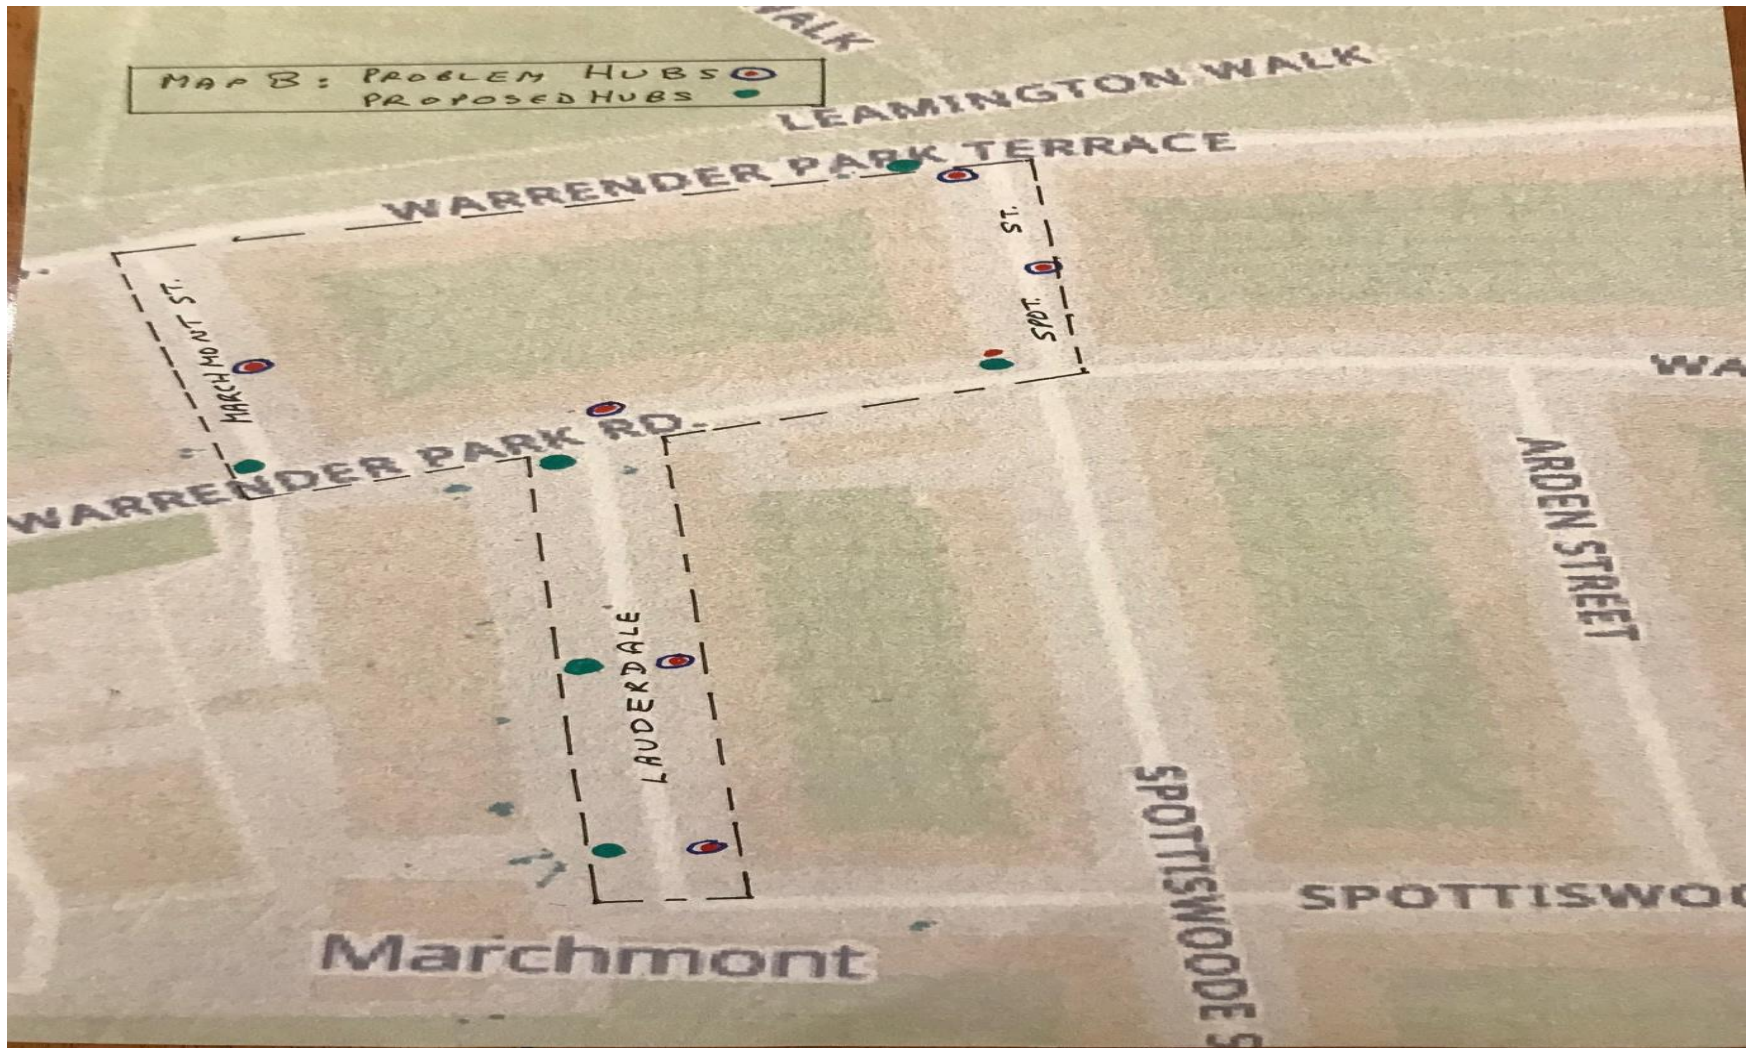 WALK
MAP B: PROBLEM HUBS
PROPOSED HUBS
LEAMINGTON WALK
WARRENDER PARK TERRACE
MARCHMONT ST.
SPOT. ST.
WARRENDER PARK RD.
WA
ARDEN STREET
LAUDERDALE
SPOTTISWOODE S
SPOTTISWOO
Marchmont